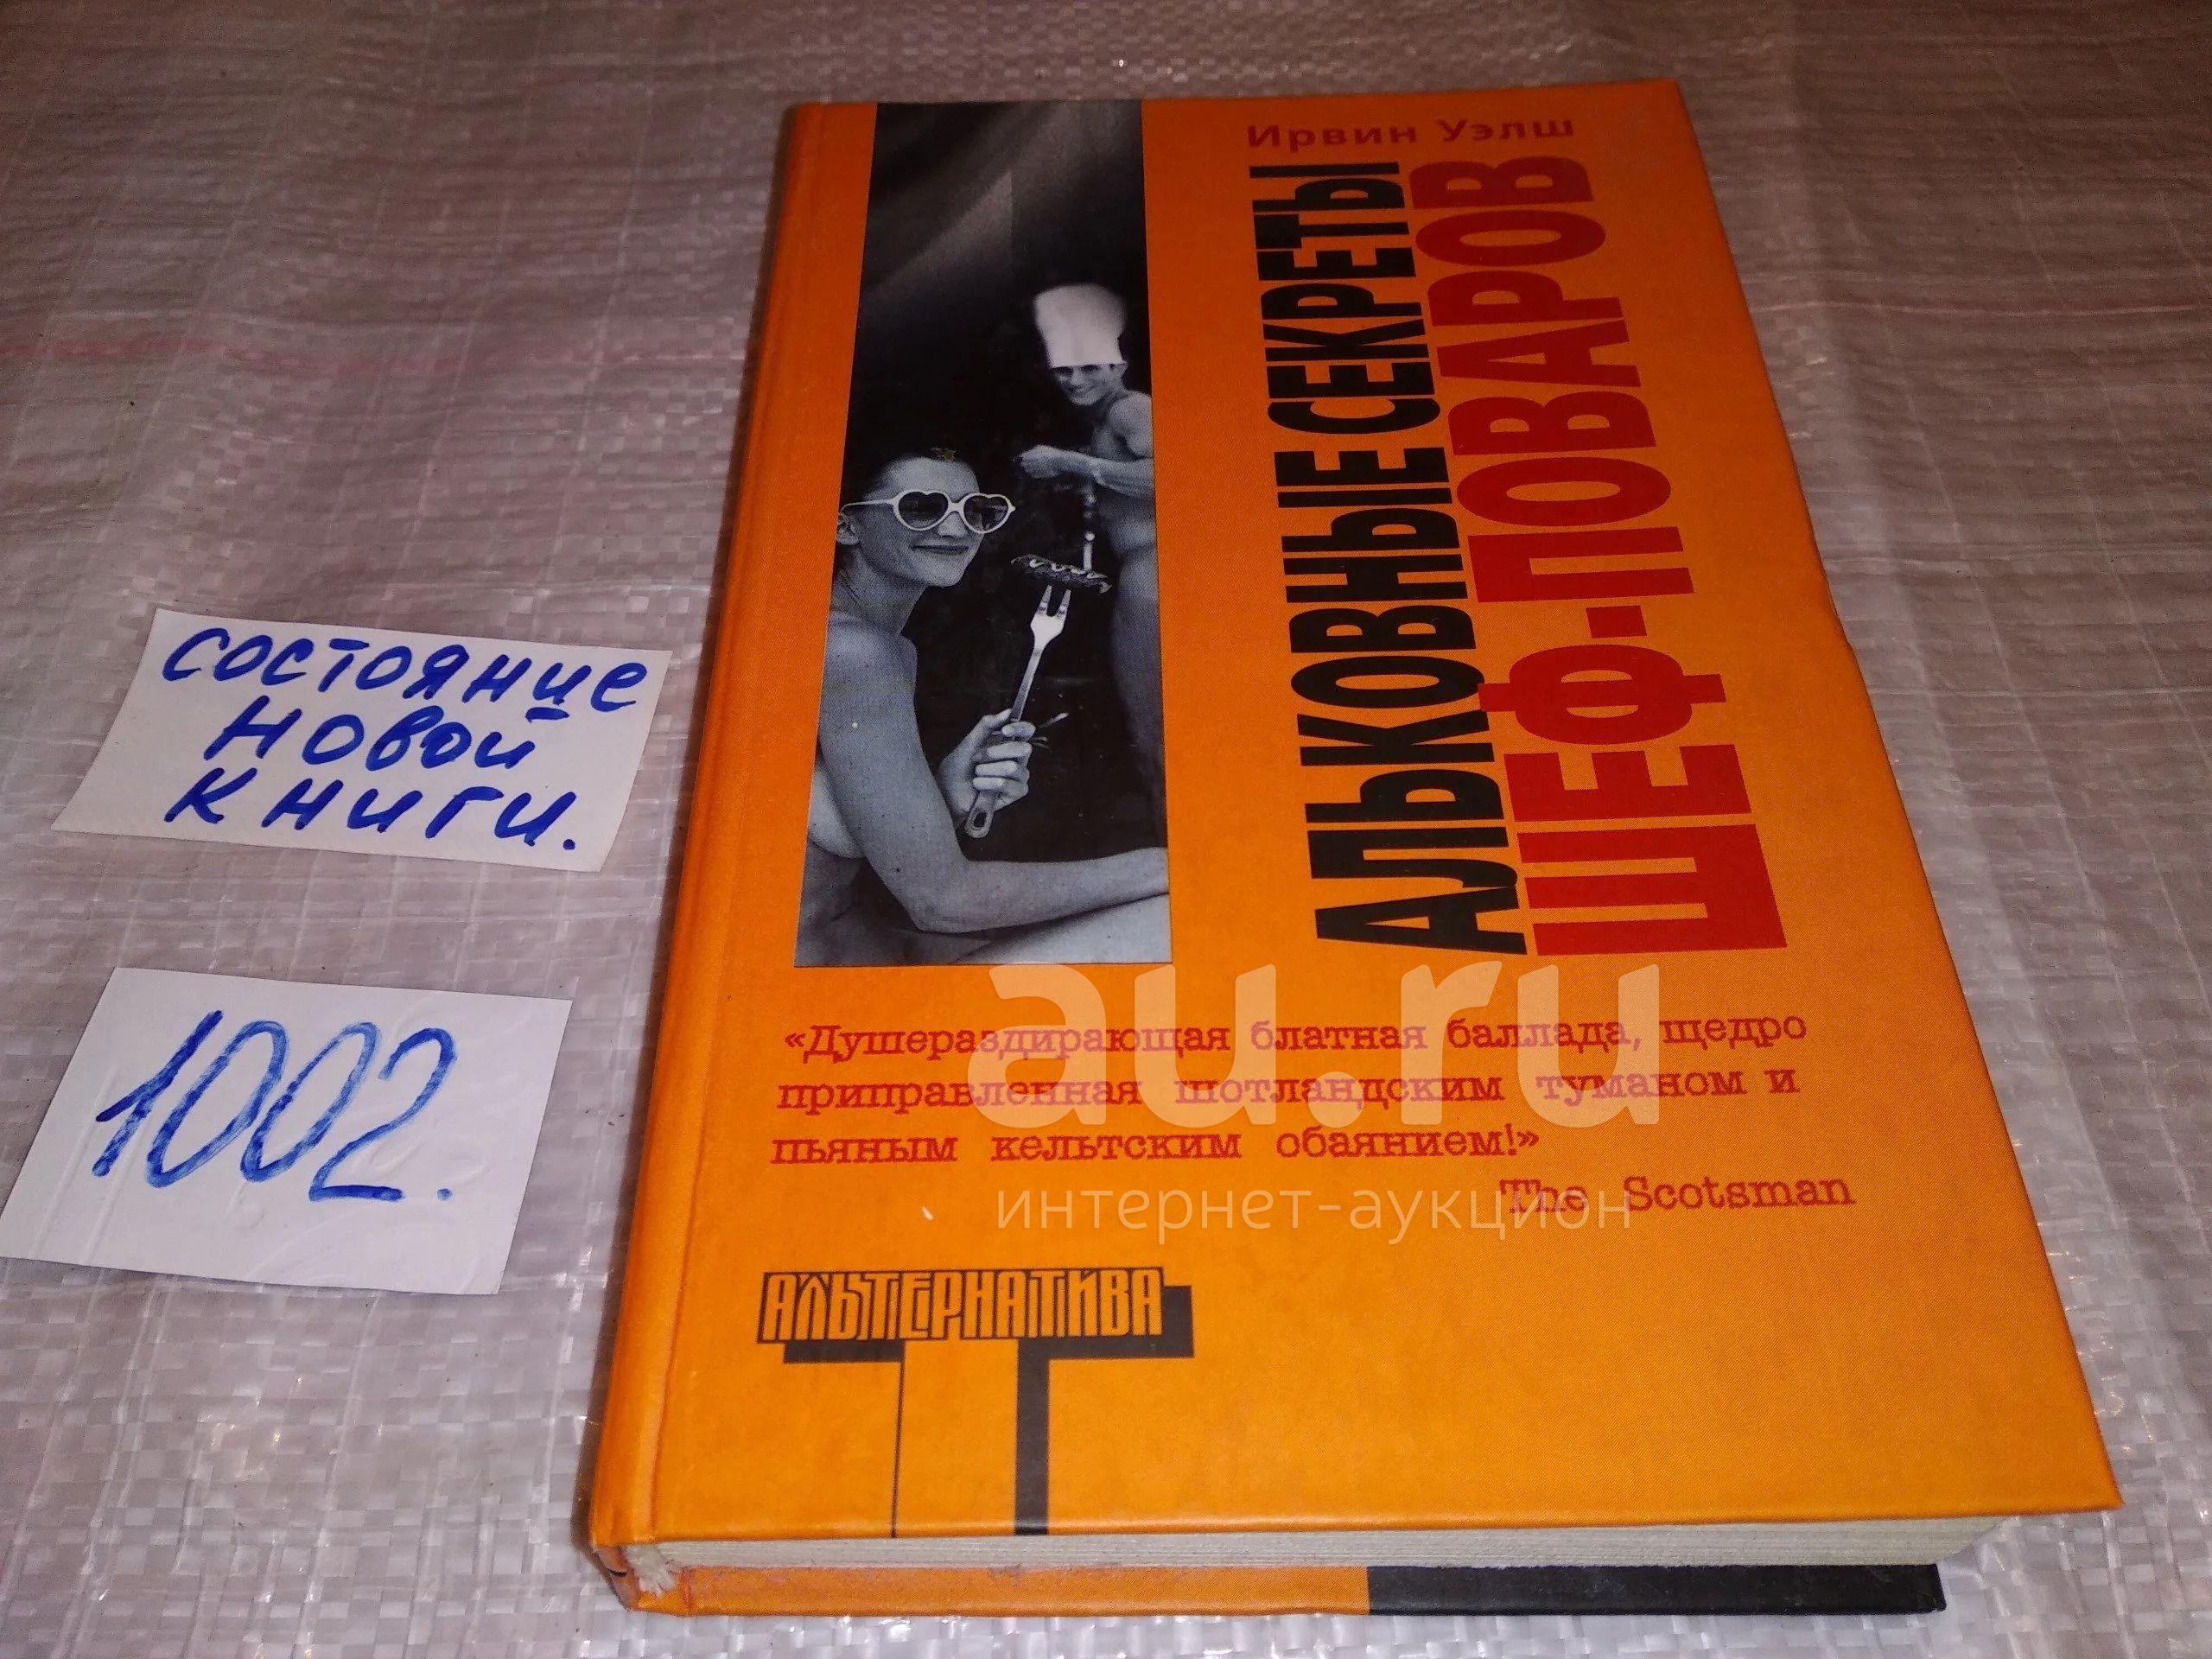 Ирвин Уэлш
АЛЬКОВНЫЕ СЕКРЕТЫ
ШЕФ-ПОВАРОВ
«Душераздирающая блатная баллада, щедро
приправленная шотландским туманом и
пьяным кельтским обаянием!»
The Scotsman
АЛЬТЕРНАТИВА
состояние
новой
книги.
1002.
au.ru
интернет-аукцион